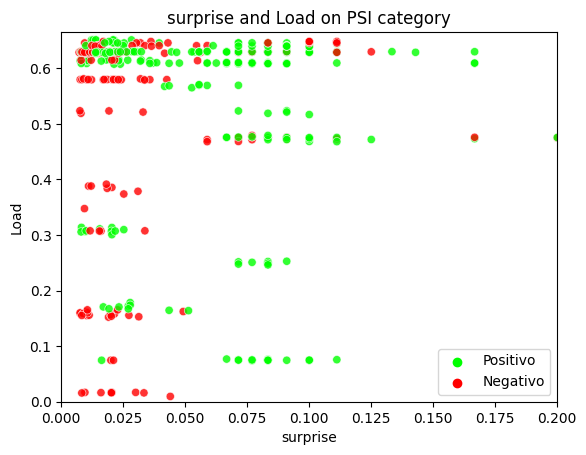 surprise and Load on PSI category
Load
0.6
0.5
0.4
0.3
0.2
0.1
0.0
0.000 0.025 0.050 0.075 0.100 0.125 0.150 0.175 0.200
surprise
Positivo
Negativo